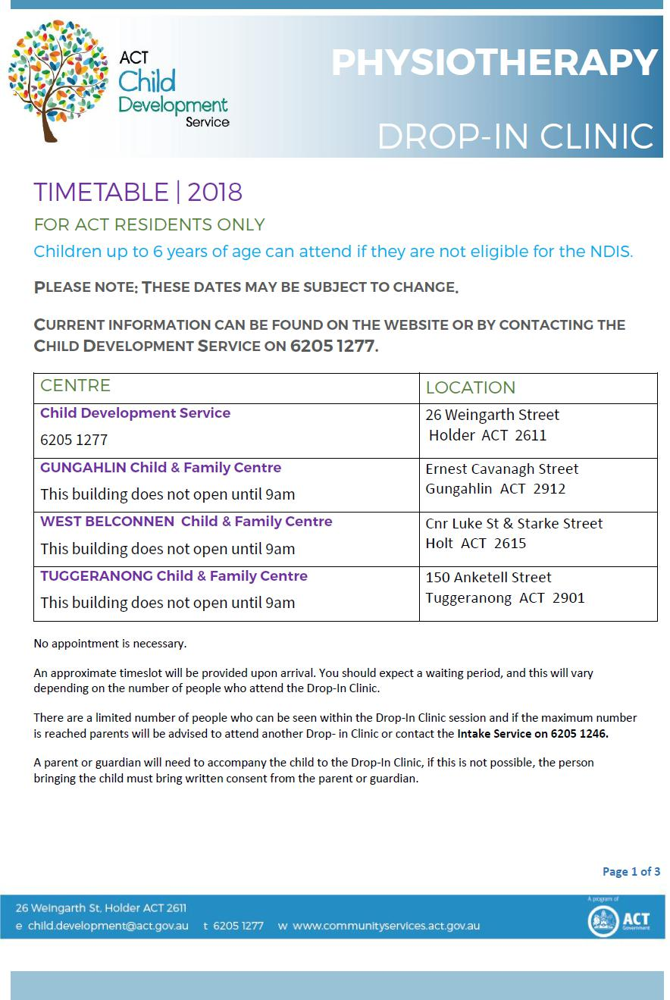 ACT
Child
Development
Service
PHYSIOTHERAPY
DROP-IN CLINIC
TIMETABLE | 2018
FOR ACT RESIDENTS ONLY
Children up to 6 years of age can attend if they are not eligible for the NDIS.
PLEASE NOTE: THESE DATES MAY BE SUBJECT TO CHANGE.
CURRENT INFORMATION CAN BE FOUND ON THE WEBSITE OR BY CONTACTING THE
CHILD DEVELOPMENT SERVICE ON 6205 1277.
CENTRE
LOCATION
Child Development Service
6205 1277
26 Weingarth Street
Holder ACT 2611
GUNGAHLIN Child & Family Centre
This building does not open until 9am
Ernest Cavanagh Street
Gungahlin ACT 2912
WEST BELCONNEN Child & Family Centre
This building does not open until 9am
Cnr Luke St & Starke Street
Holt ACT 2615
TUGGERANONG Child & Family Centre
This building does not open until 9am
150 Anketell Street
Tuggeranong ACT 2901
No appointment is necessary.
An approximate timeslot will be provided upon arrival. You should expect a waiting period, and this will vary
depending on the number of people who attend the Drop-In Clinic.
There are a limited number of people who can be seen within the Drop-In Clinic session and if the maximum number
is reached parents will be advised to attend another Drop- in Clinic or contact the Intake Service on 6205 1246.
A parent or guardian will need to accompany the child to the Drop-In Clinic, if this is not possible, the person
bringing the child must bring written consent from the parent or guardian.
Page 1 of 3
26 Weingarth St, Holder ACT 2611
e child.development@act.gov.au t 6205 1277 w www.communityservices.act.gov.au
A program of
ACT
Government